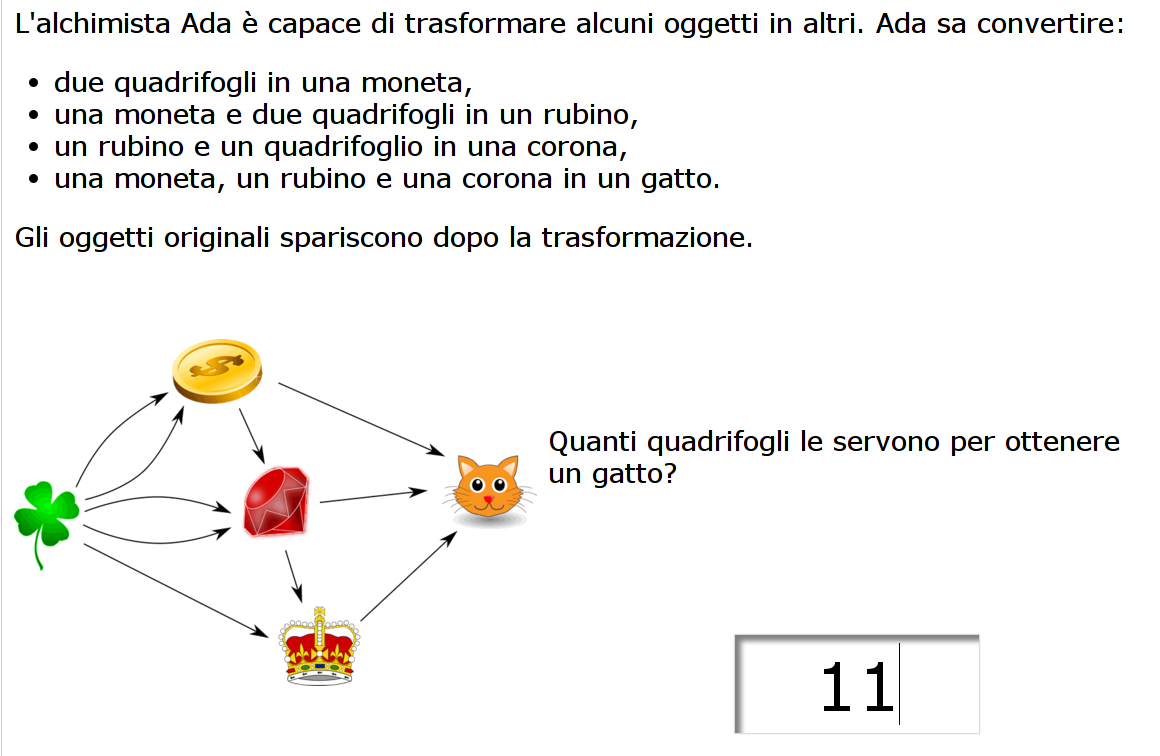 L'alchimista Ada è capace di trasformare alcuni oggetti in altri. Ada sa convertire:
• due quadrifogli in una moneta,
• una moneta e due quadrifogli in un rubino,
• un rubino e un quadrifoglio in una corona,
• una moneta, un rubino e una corona in un gatto.
Gli oggetti originali spariscono dopo la trasformazione.
$
Quanti quadrifogli le servono per ottenere
un gatto?
11